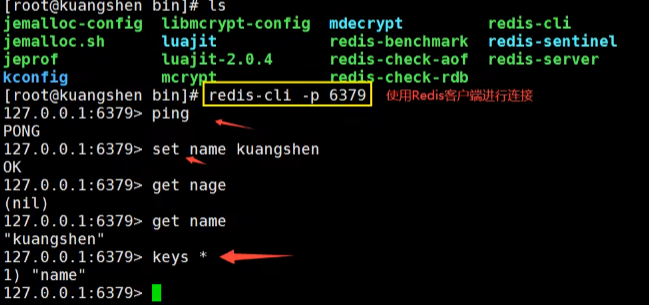 [root@kuangshen bin]# ls
jemalloc-config  libmcrypt-config  mdecrypt         redis-cli
jemalloc.sh      luajit            redis-benchmark  redis-sentinel
jeprof           luajit-2.0.4      redis-check-aof  redis-server
kconfig          mcrypt            redis-check-rdb
[root@kuangshen bin]# redis-cli -p 6379 使用Redis客户端进行连接
127.0.0.1:6379> ping
PONG
127.0.0.1:6379> set name kuangshen
OK
127.0.0.1:6379> get nage
(nil)
127.0.0.1:6379> get name
"kuangshen"
127.0.0.1:6379> keys *
1) "name"
127.0.0.1:6379>